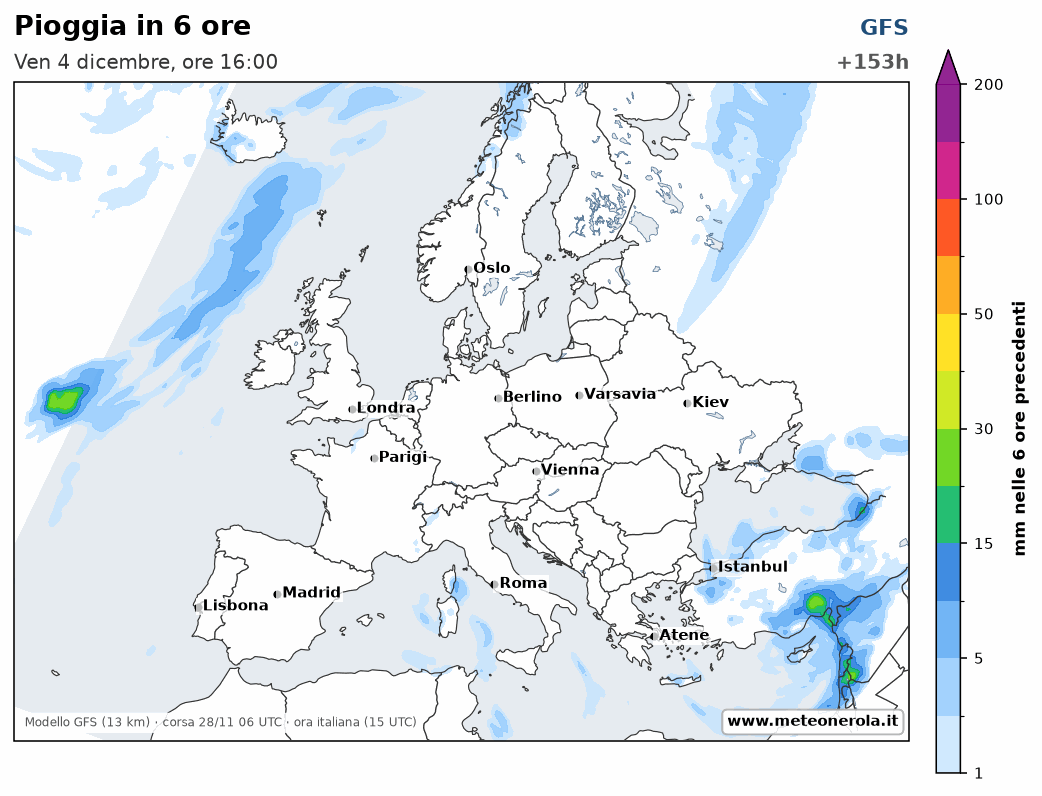 Pioggia in 6 ore
GFS
Ven 4 dicembre, ore 16:00
+153h
200
100
50
30
15
5
1
mm nelle 6 ore precedenti
Oslo
Berlino
Varsavia
Kiev
Londra
Parigi
Vienna
Istanbul
Roma
Madrid
Lisbona
Atene
Modello GFS (13 km) · corsa 28/11 06 UTC · ora italiana (15 UTC)
www.meteonerola.it